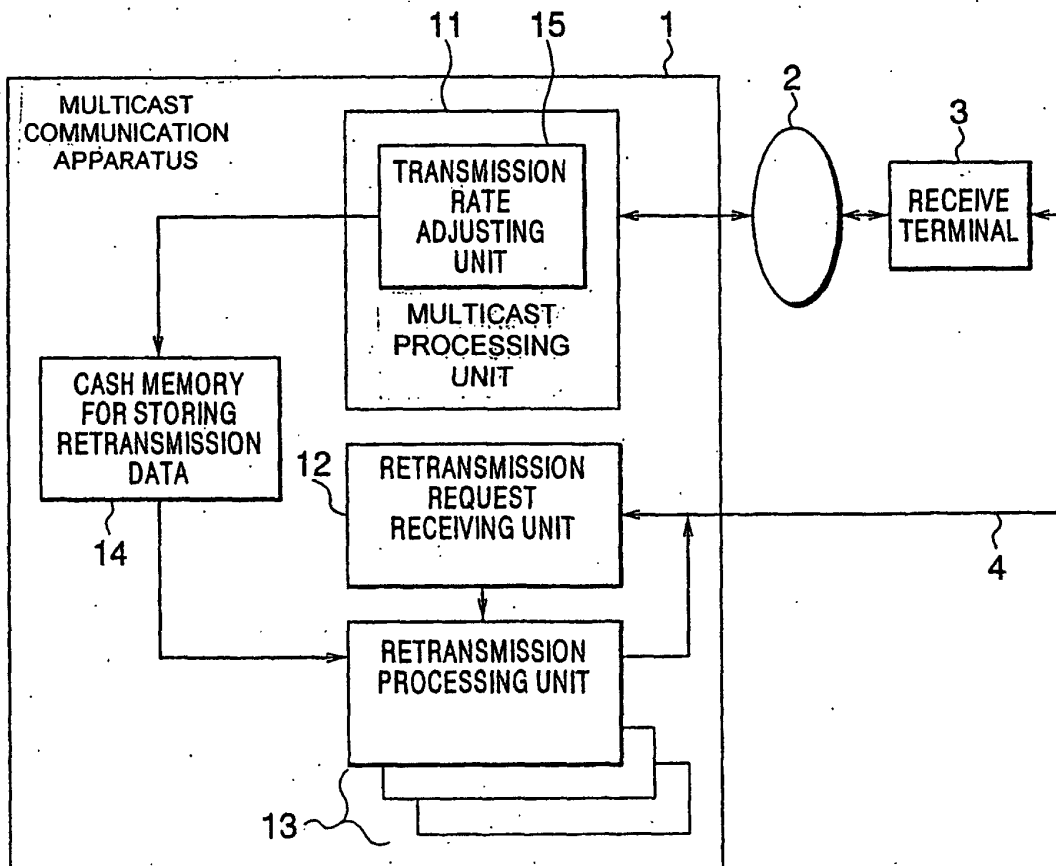 11
15
1
2
3
MULTICAST
COMMUNICATION
APPARATUS
TRANSMISSION
RATE
ADJUSTING
UNIT
MULTICAST
PROCESSING
UNIT
RECEIVE
TERMINAL
CASH MEMORY
FOR STORING
RETRANSMISSION
DATA
14
12
RETRANSMISSION
REQUEST
RECEIVING UNIT
4
RETRANSMISSION
PROCESSING UNIT
13